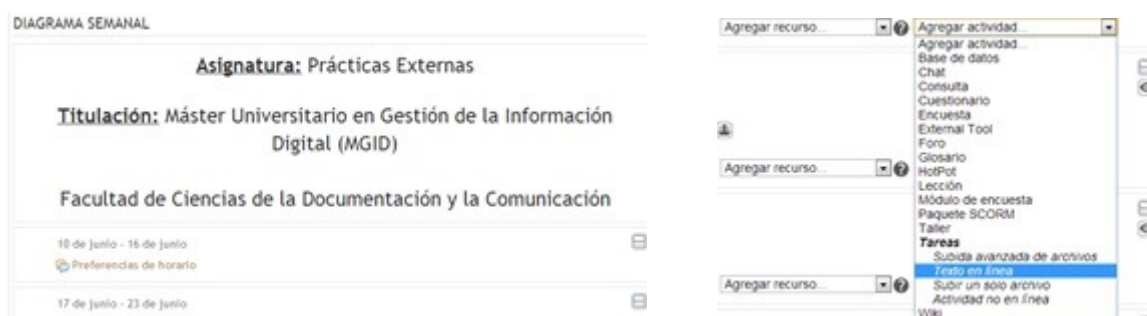 DIAGRAMA SEMANAL
Asignatura: Prácticas Externas
Titulación: Máster Universitario en Gestión de la Información
Digital (MGID)
Facultad de Ciencias de la Documentación y la Comunicación
10 de junio - 16 de junio
Preferencias de horario
17 de junio - 23 de junio
Agregar recurso...
Agregar actividad...
Agregar actividad...
Base de datos
Chat
Consulta
Cuestionario
Encuesta
External Tool
Foro
Glosario
HotPot
Lección
Módulo de encuesta
Paquete SCORM
Taller
Tareas
Subida avanzada de archivos
Texto en línea
Subir un solo archivo
Actividad no en línea
Wiki
Agregar recurso...
Agregar recurso...